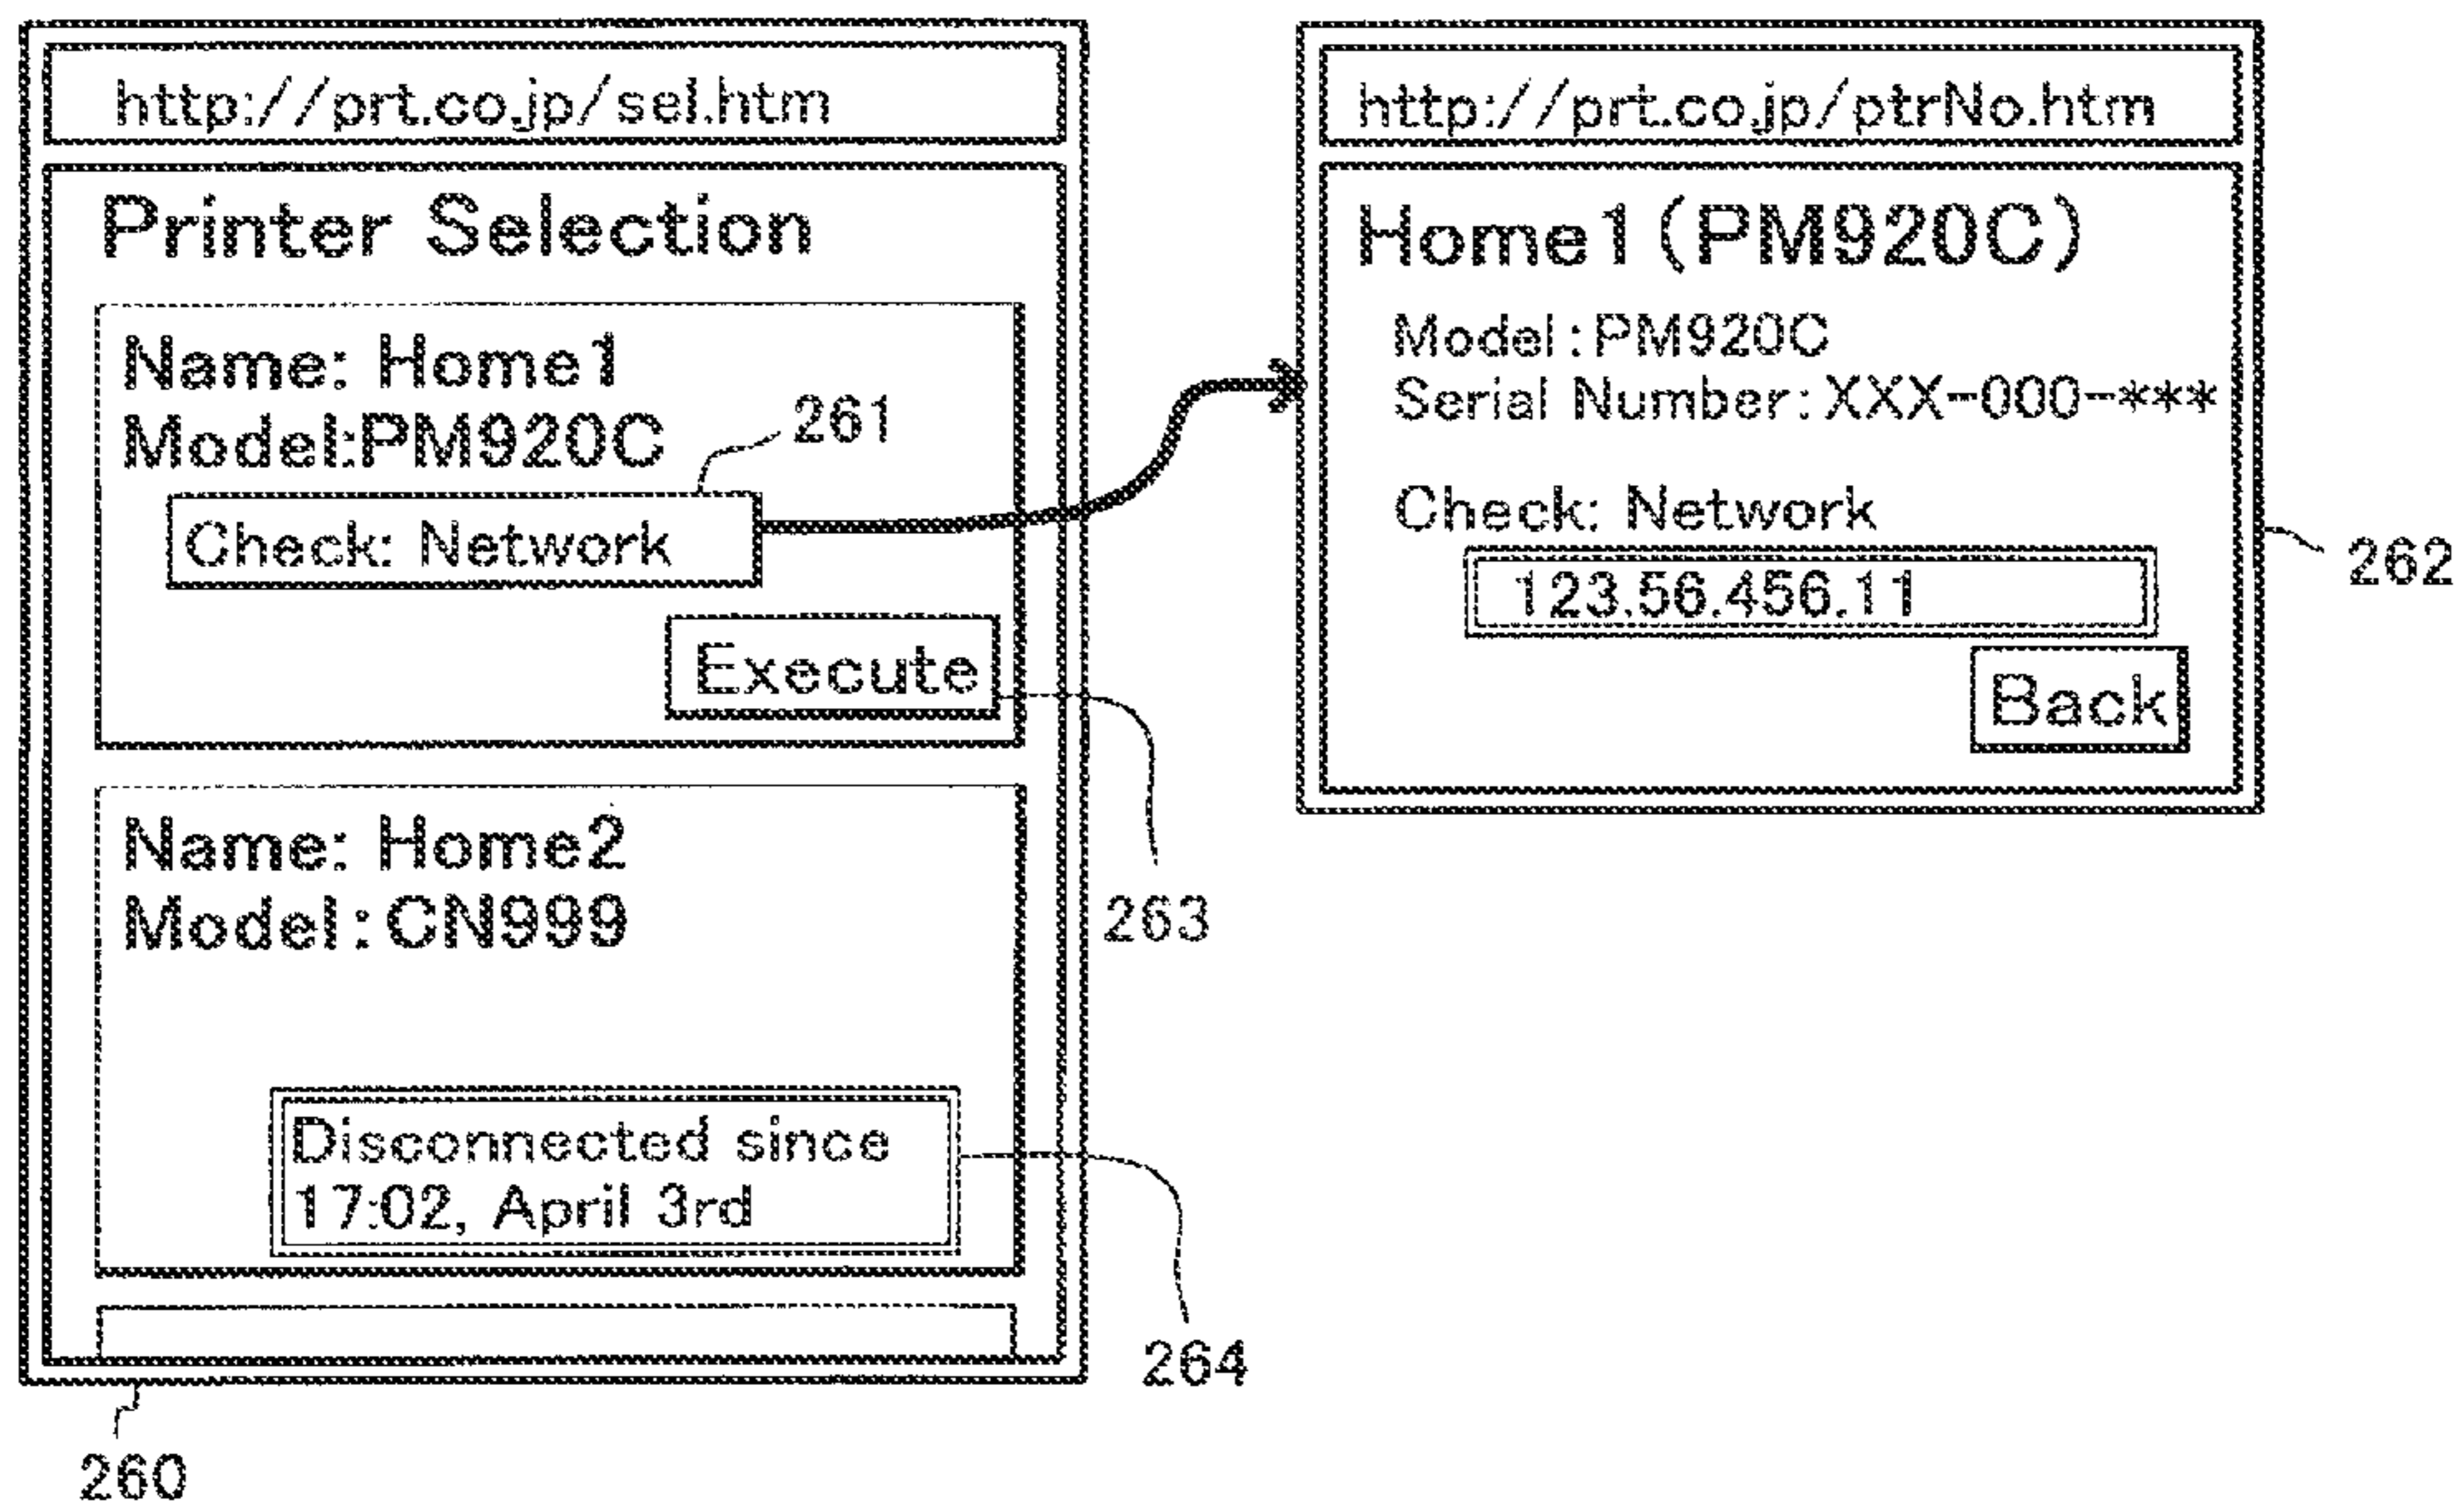 http://prt.co.jp/sel.htm
Printer Selection
Name: Home1
Model:PM920C
261
Check: Network
Execute
263
Name: Home2
Model:CN999
Disconnected since
17:02, April 3rd
264
260
http://prt.co.jp/ptrNo.htm
Home1(PM920C)
Model:PM920C
Serial Number:XXX-000-***
Check: Network
123.56.456.11
Back
262